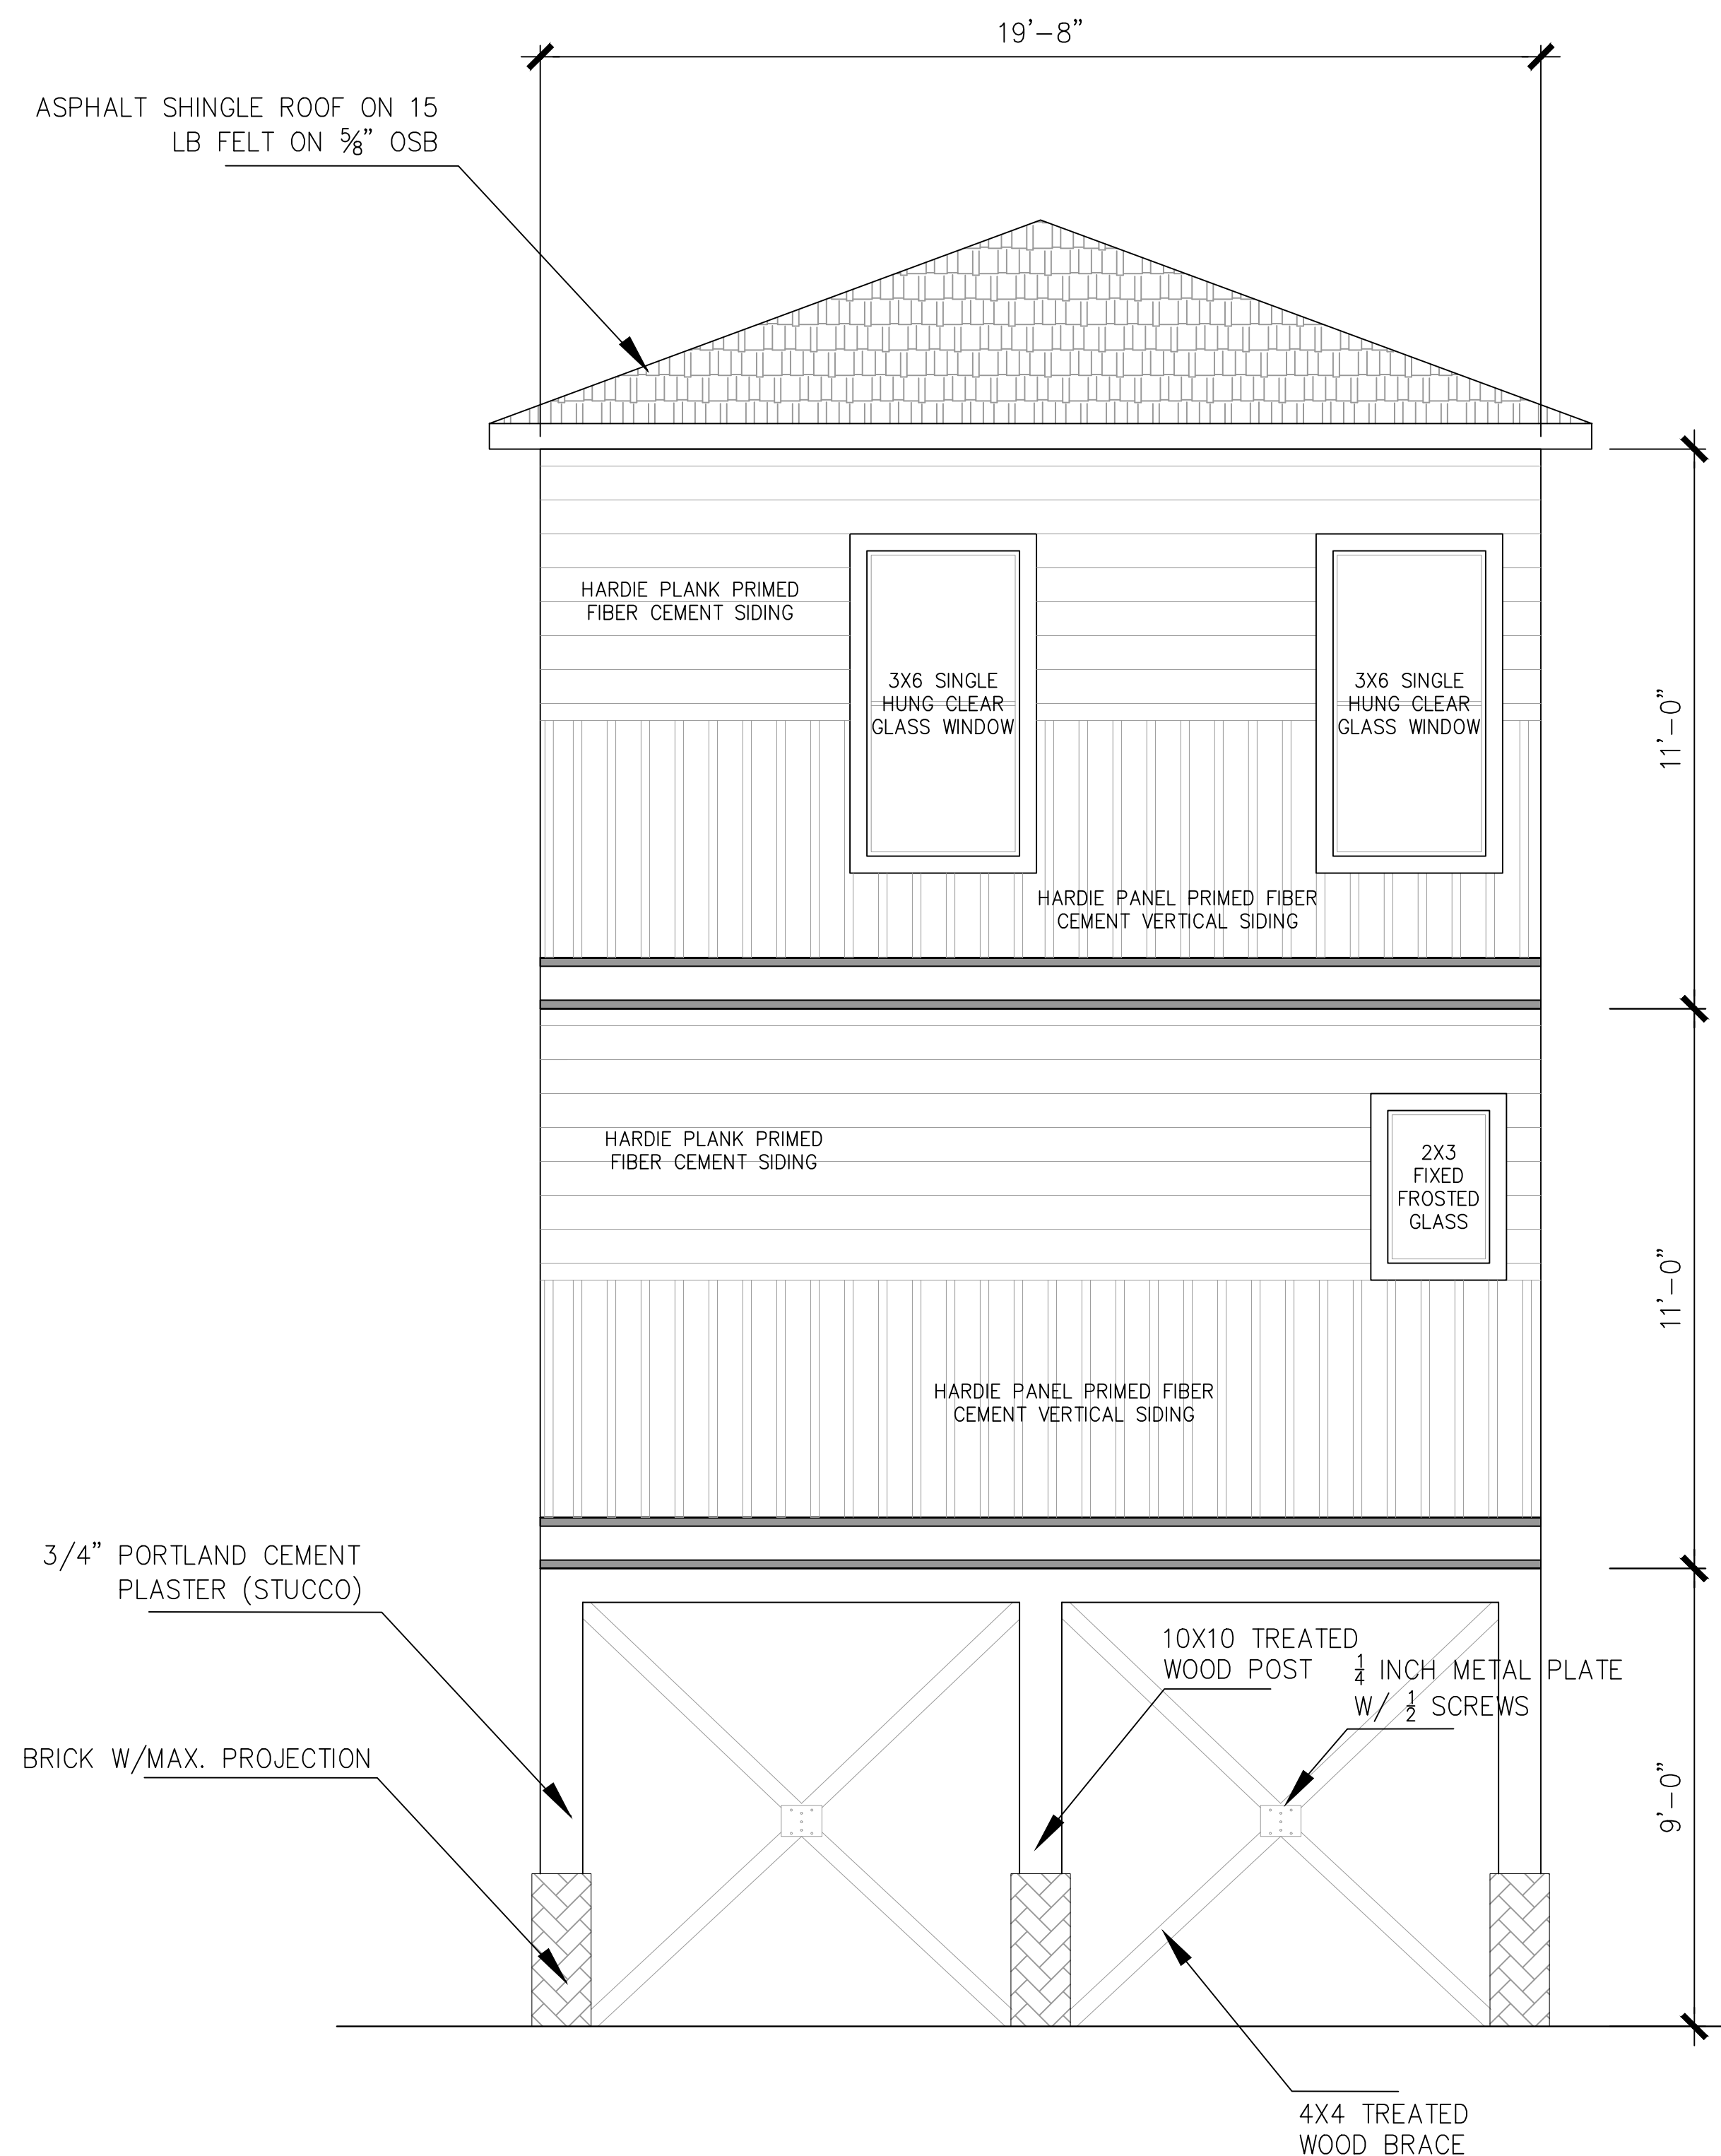 19'-8"
ASPHALT SHINGLE ROOF ON 15
LB FELT ON ⅝" OSB
HARDIE PLANK PRIMED
FIBER CEMENT SIDING
3X6 SINGLE
HUNG CLEAR
GLASS WINDOW
3X6 SINGLE
HUNG CLEAR
GLASS WINDOW
11'-0"
HARDIE PANEL PRIMED FIBER
CEMENT VERTICAL SIDING
HARDIE PLANK PRIMED
FIBER CEMENT SIDING
2X3
FIXED
FROSTED
GLASS
11'-0"
HARDIE PANEL PRIMED FIBER
CEMENT VERTICAL SIDING
3/4" PORTLAND CEMENT
PLASTER (STUCCO)
10X10 TREATED
WOOD POST
¼ INCH METAL PLATE
W/ ½ SCREWS
BRICK W/MAX. PROJECTION
9'-0"
4X4 TREATED
WOOD BRACE